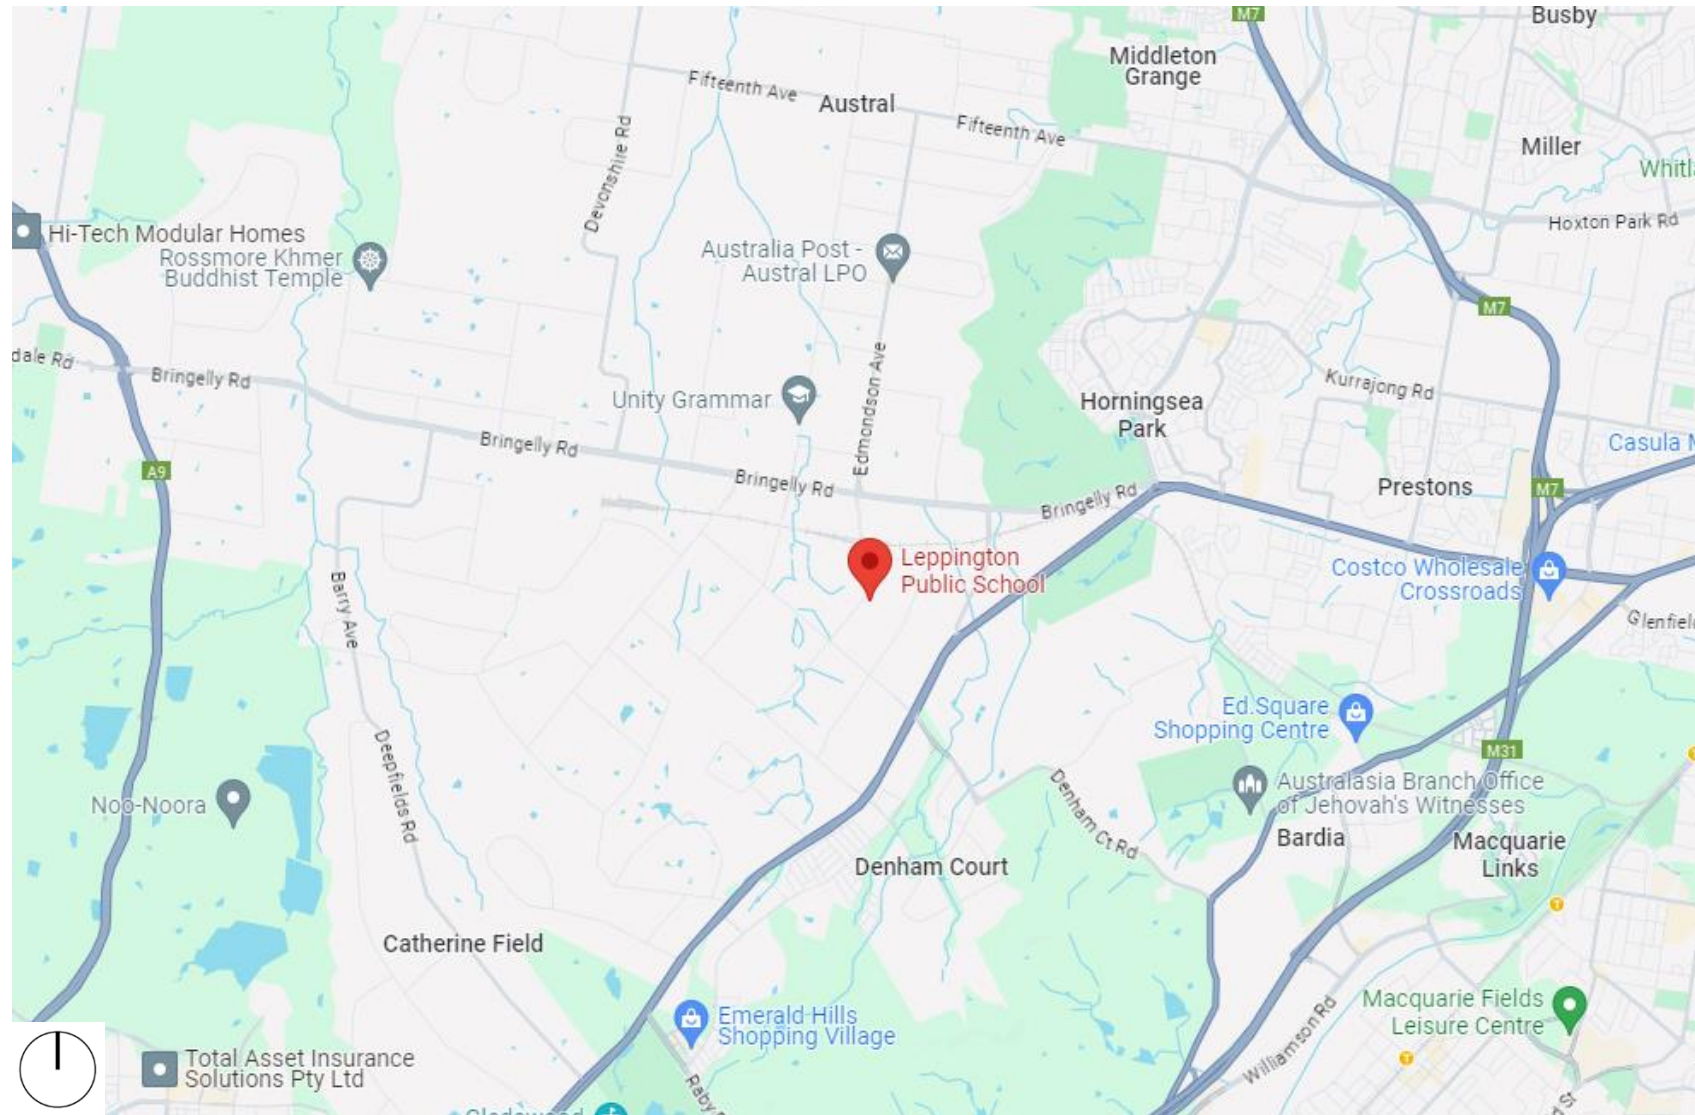 M7
Busby
Middleton
Grange
Fifteenth Ave
Austral
Fifteenth Ave
Miller
Devonshire Rd
Hoxton Park Rd
Hi-Tech Modular Homes
Rossmore Khmer
Buddhist Temple
Australia Post -
Austral LPO
M7
dale Rd
Bringelly Rd
Edmondson Ave
Kurrajong Rd
Unity Grammar
Horningsea
Park
Bringelly Rd
Casula
A9
Bringelly Rd
Prestons
M7
Bringelly Rd
Leppington
Public School
Costco Wholesale
Crossroads
Barry Ave
Ed.Square
Shopping Centre
M31
Deepfields Rd
Noo-Noora
Denham Ct Rd
Australasia Branch Office
of Jehovah's Witnesses
Bardia
Macquarie
Links
Denham Court
T
Catherine Field
Macquarie Fields
Leisure Centre
Emerald Hills
Shopping Village
Williamson Rd
T
Total Asset Insurance
Solutions Pty Ltd